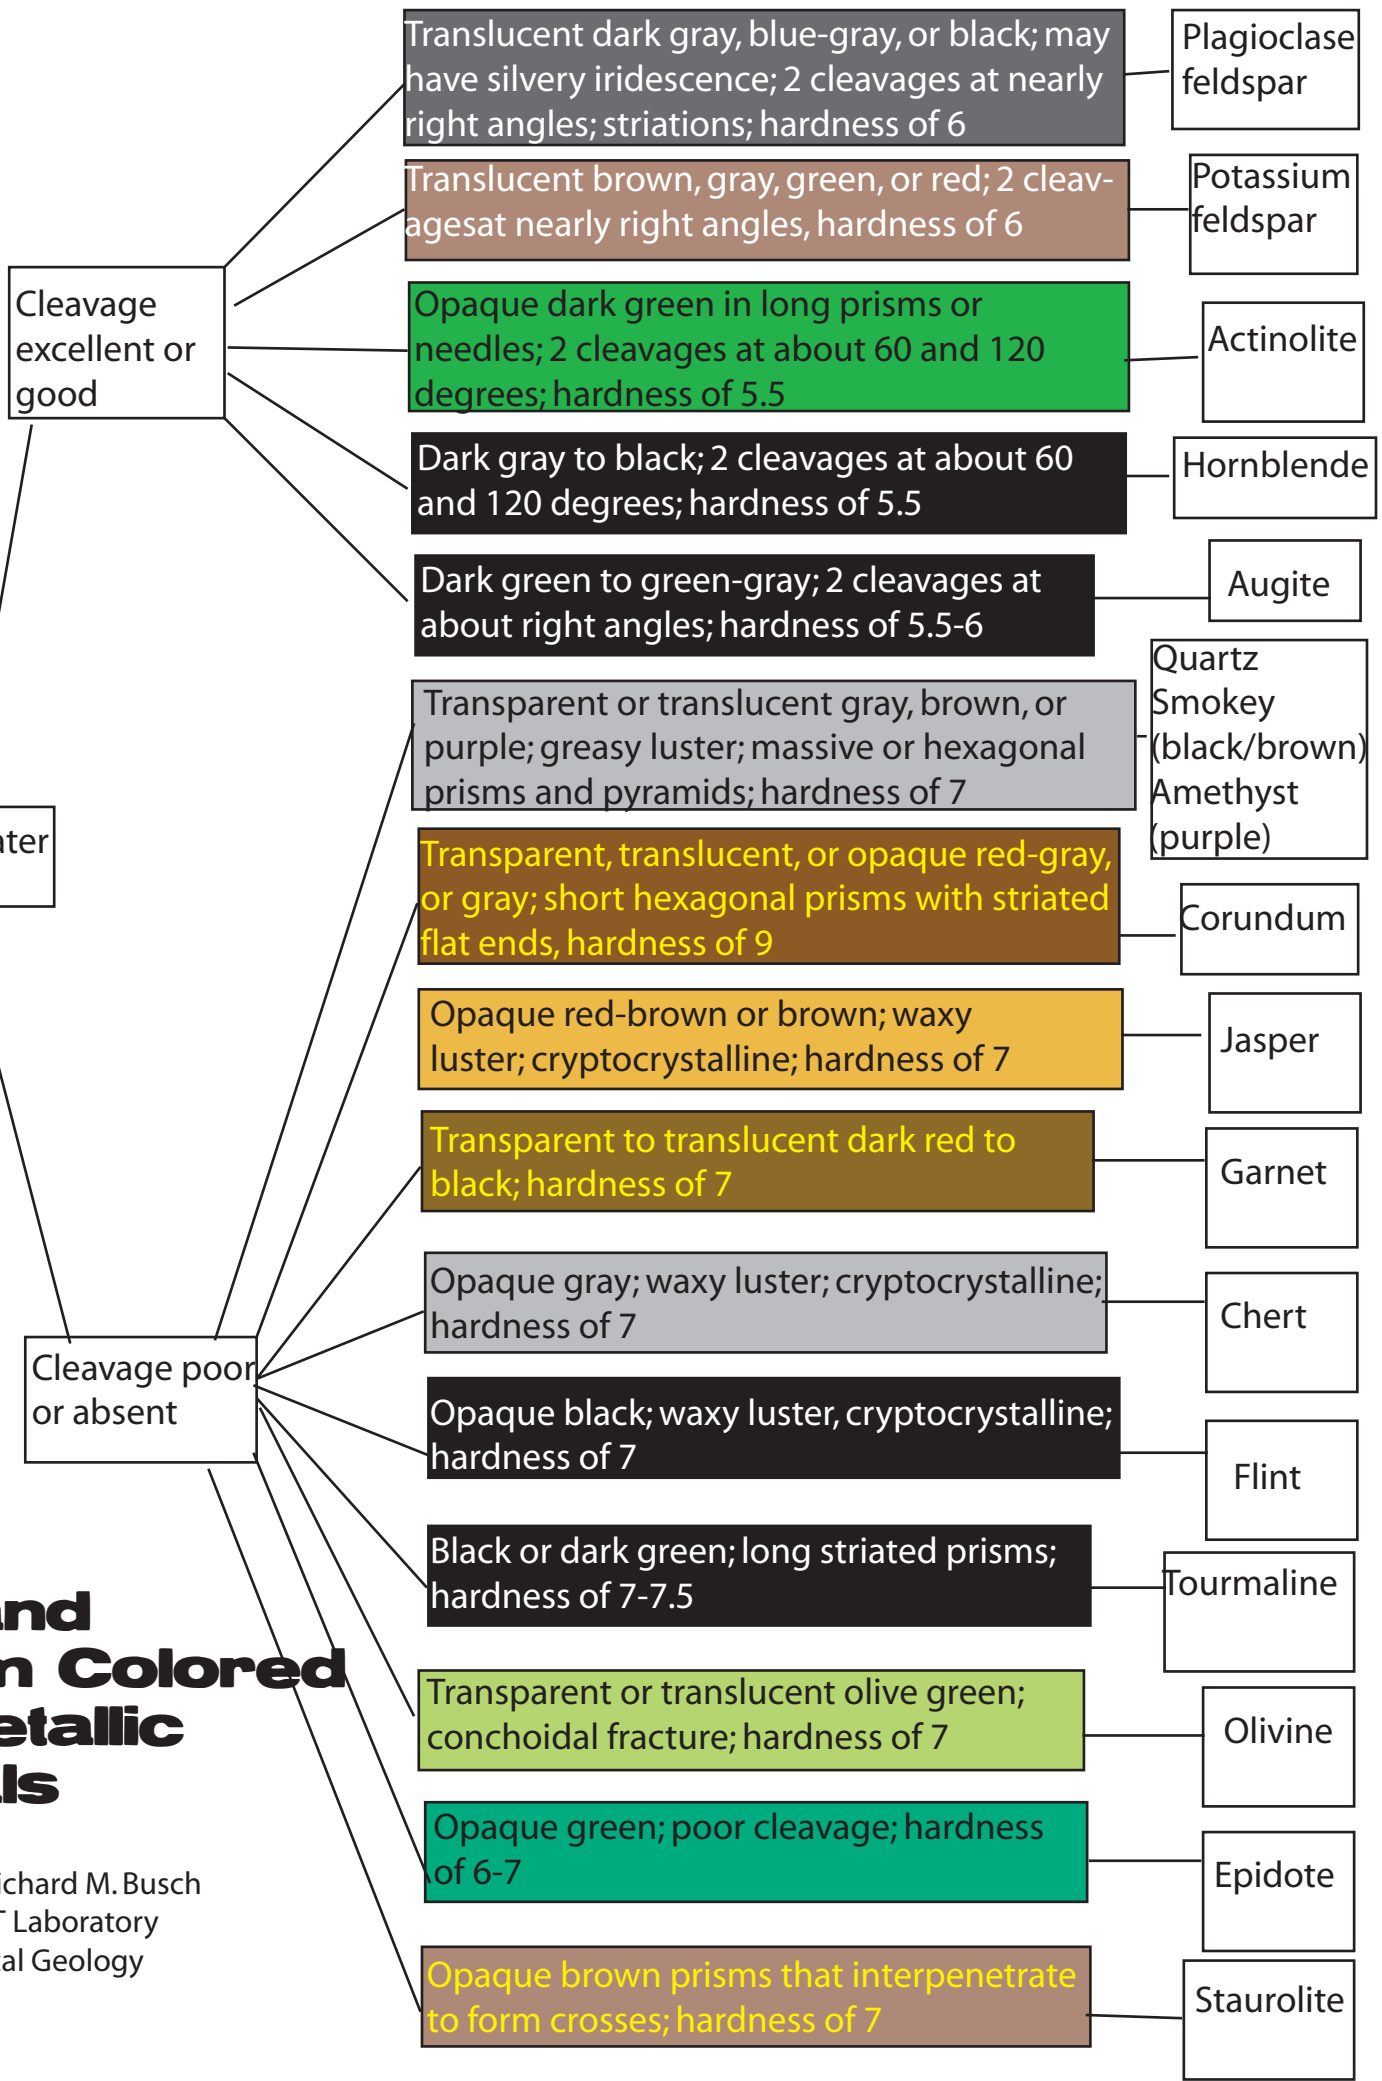 Translucent dark gray, blue-gray, or black; may
have silvery iridescence; 2 cleavages at nearly
right angles; striations; hardness of 6
Plagioclase
feldspar
Translucent brown, gray, green, or red; 2 cleav-
agesat nearly right angles, hardness of 6
Potassium
feldspar
Cleavage
excellent or
good
Opaque dark green in long prisms or
needles; 2 cleavages at about 60 and 120
degrees; hardness of 5.5
Actinolite
Dark gray to black; 2 cleavages at about 60
and 120 degrees; hardness of 5.5
Hornblende
Dark green to green-gray; 2 cleavages at
about right angles; hardness of 5.5-6
Augite
Transparent or translucent gray, brown, or
purple; greasy luster; massive or hexagonal
prisms and pyramids; hardness of 7
Quartz
Smokey
(black/brown)
Amethyst
(purple)
ater
Transparent, translucent, or opaque red-gray,
or gray; short hexagonal prisms with striated
flat ends, hardness of 9
Corundum
Opaque red-brown or brown; waxy
luster; cryptocrystalline; hardness of 7
Jasper
Transparent to translucent dark red to
black; hardness of 7
Garnet
Opaque gray; waxy luster; cryptocrystalline;
hardness of 7
Chert
Cleavage poor
or absent
Opaque black; waxy luster, cryptocrystalline;
hardness of 7
Flint
Black or dark green; long striated prisms;
hardness of 7-7.5
Tourmaline
and
m Colored
etallic
ls
Transparent or translucent olive green;
conchoidal fracture; hardness of 7
Olivine
Opaque green; poor cleavage; hardness
of 6-7
Epidote
ichard M. Busch
T Laboratory
cal Geology
Opaque brown prisms that interpenetrate
to form crosses; hardness of 7
Staurolite